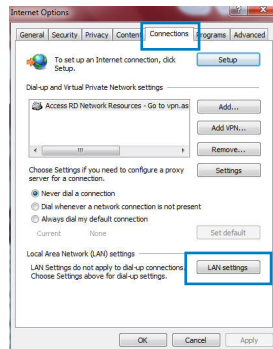 Internet Options
General Security Privacy Content Connections Programs Advanced
To set up an Internet connection, click
Setup.
Setup
Dial-up and Virtual Private Network settings
Access RD Network Resources - Go to vpn.as
Add...
Add VPN...
Remove...
Choose Settings if you need to configure a proxy
server for a connection.
Settings
Never dial a connection
Dial whenever a network connection is not present
Always dial my default connection
Current None
Set default
Local Area Network (LAN) settings
LAN Settings do not apply to dial-up connections.
Choose Settings above for dial-up settings.
LAN settings
OK Cancel Apply